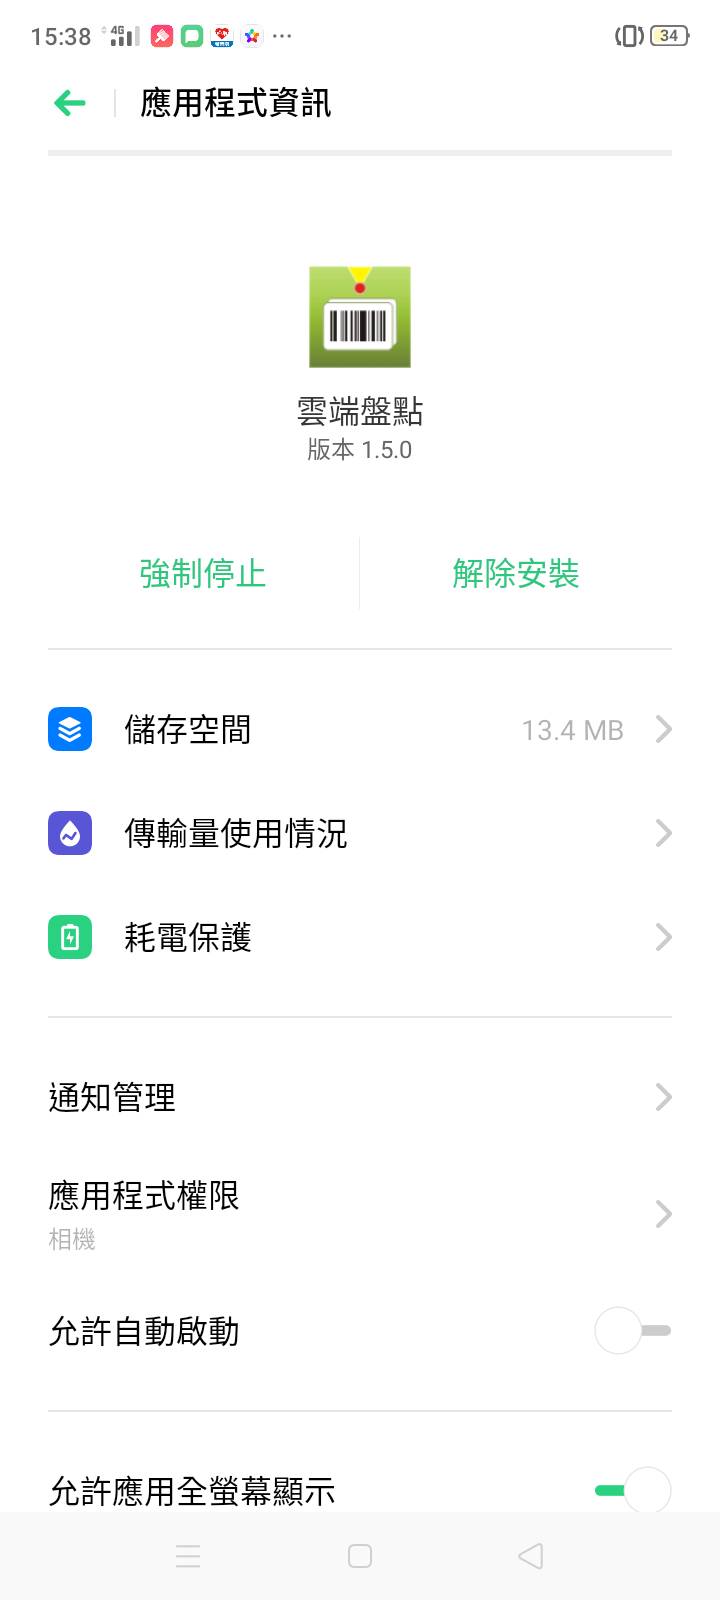 15:38
4G
34
應用程式資訊
雲端盤點
版本 1.5.0
強制停止
解除安裝
儲存空間
13.4 MB
傳輸量使用情況
耗電保護
通知管理
應用程式權限
相機
允許自動啟動
允許應用全螢幕顯示